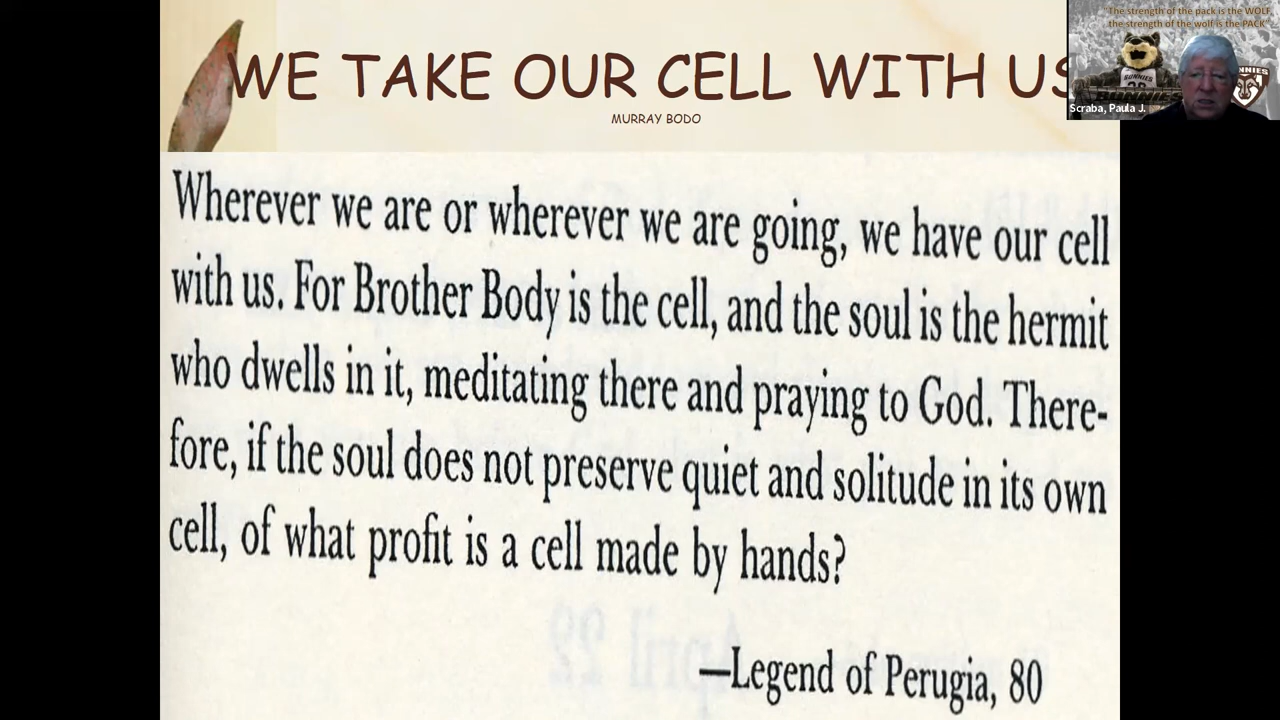 WE TAKE OUR CELL WITH US
MURRAY BODO
"The strength of the pack is the WOLF,
the strength of the wolf is the PACK"
BONNIES
Scraba, Paula J.
Wherever we are or wherever we are going, we have our cell
with us. For Brother Body is the cell, and the soul is the hermit
who dwells in it, meditating there and praying to God. There-
fore, if the soul does not preserve quiet and solitude in its own
cell, of what profit is a cell made by hands?
—Legend of Perugia, 80
April 22